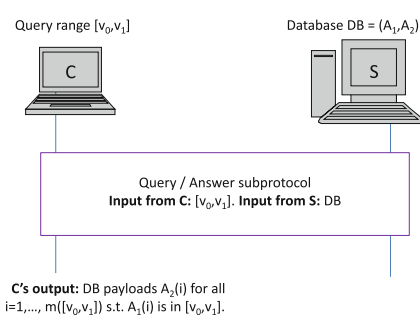 Query range [v₀,v₁]
Database DB = (A₁,A₂)
C
S
Query / Answer subprotocol
Input from C: [v₀,v₁]. Input from S: DB
C's output: DB payloads A₂(i) for all
i=1,..., m([v₀,v₁]) s.t. A₁(i) is in [v₀,v₁].